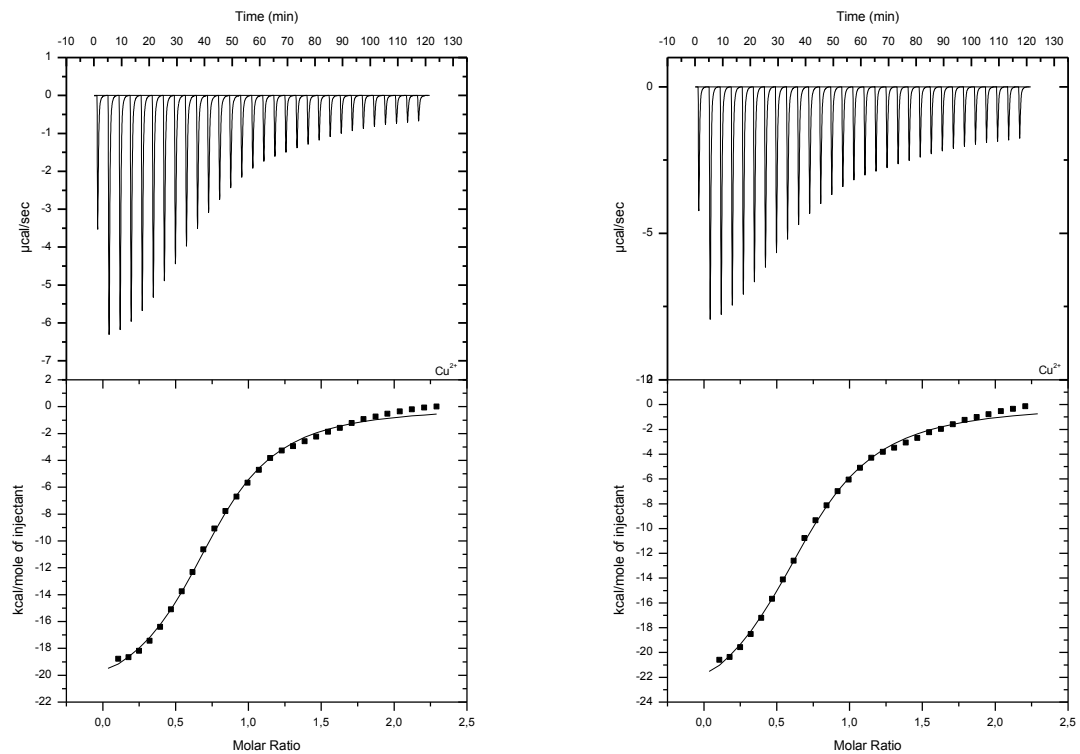 Time (min)
-10 0 10 20 30 40 50 60 70 80 90 100 110 120 130
1
0
-1
-2
-3
-4
-5
-6
-7
µcal/sec
Cu2+
2
0
-2
-4
-6
-8
-10
-12
-14
-16
-18
-20
-22
kcal/mole of injectant
0,0 0,5 1,0 1,5 2,0 2,5
Molar Ratio
Time (min)
-10 0 10 20 30 40 50 60 70 80 90 100 110 120 130
0
-5
-10
µcal/sec
Cu2+
2
0
-2
-4
-6
-8
-10
-12
-14
-16
-18
-20
-22
-24
kcal/mole of injectant
0,0 0,5 1,0 1,5 2,0 2,5
Molar Ratio